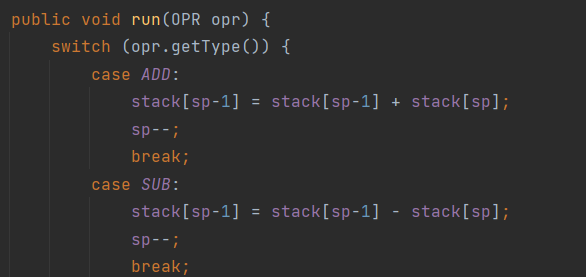 public void run(OPR opr) {
    switch (opr.getType()) {
        case ADD:
            stack[sp-1] = stack[sp-1] + stack[sp];
            sp--;
            break;
        case SUB:
            stack[sp-1] = stack[sp-1] - stack[sp];
            sp--;
            break;